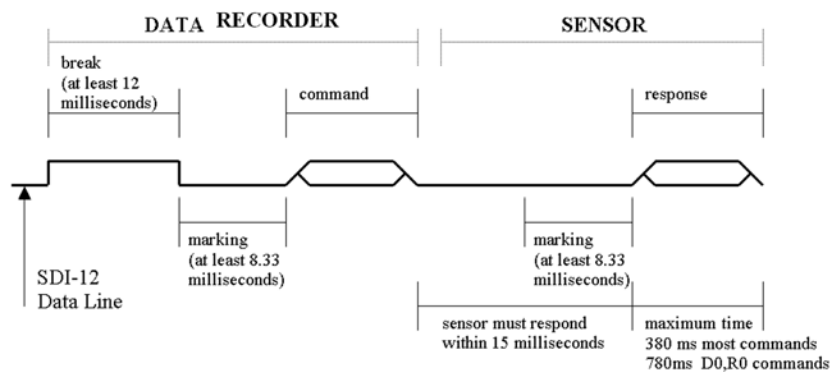 DATA RECORDER
SENSOR
break
(at least 12
milliseconds)
command
response
marking
(at least 8.33
milliseconds)
marking
(at least 8.33
milliseconds)
SDI-12
Data Line
sensor must respond
within 15 milliseconds
maximum time
380 ms most commands
780ms D0,R0 commands